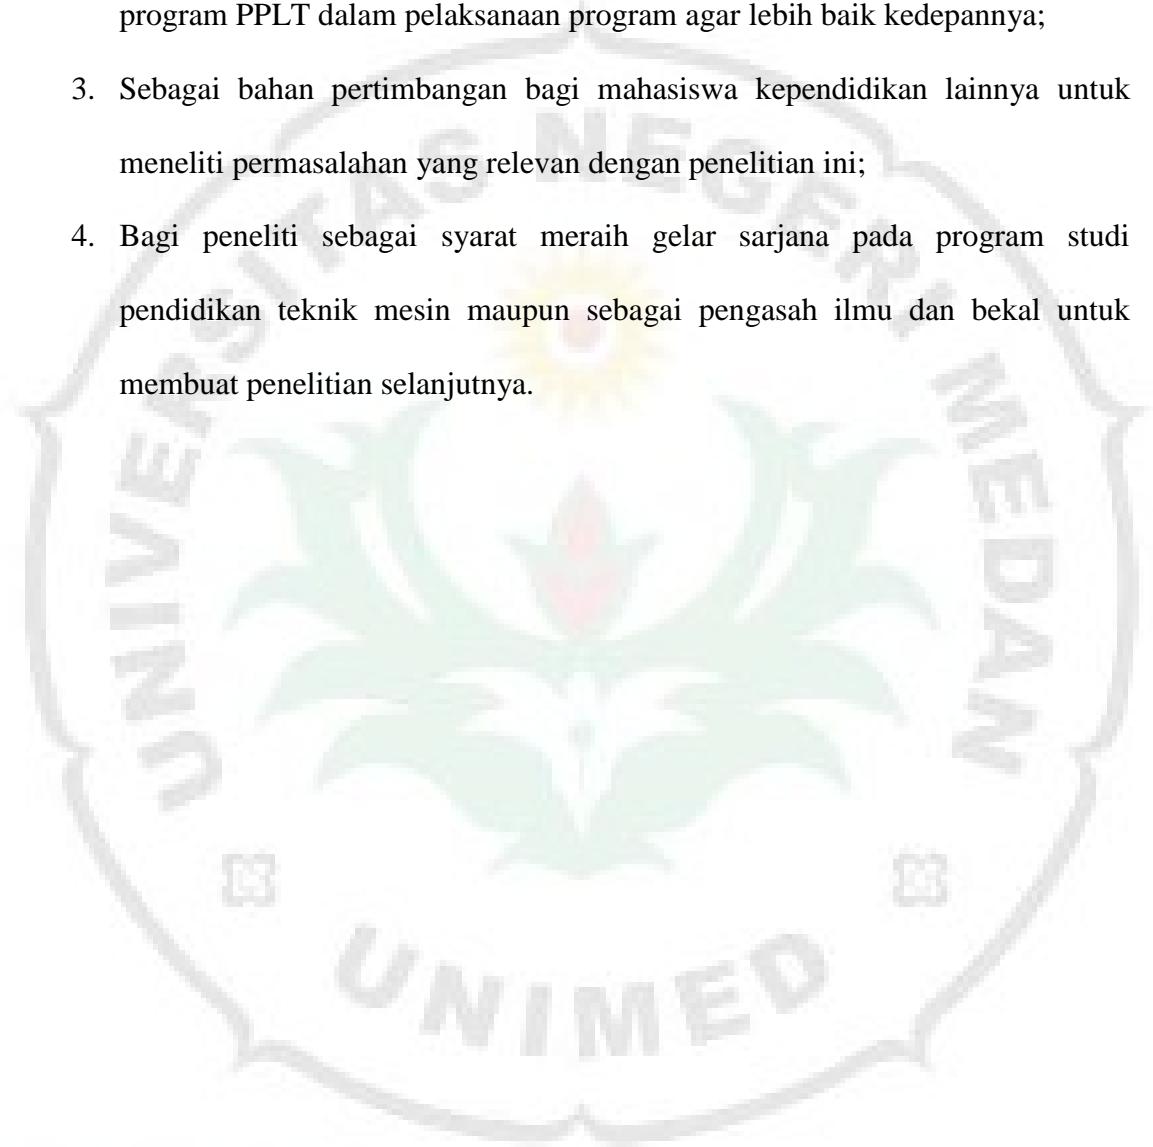 program PPLT dalam pelaksanaan program agar lebih baik kedepannya;
3. Sebagai bahan pertimbangan bagi mahasiswa kependidikan lainnya untuk
meneliti permasalahan yang relevan dengan penelitian ini;
4. Bagi peneliti sebagai syarat meraih gelar sarjana pada program studi
pendidikan teknik mesin maupun sebagai pengasah ilmu dan bekal untuk
membuat penelitian selanjutnya.
UNIVERSITAS NEGERI MEDAN
UNIMED